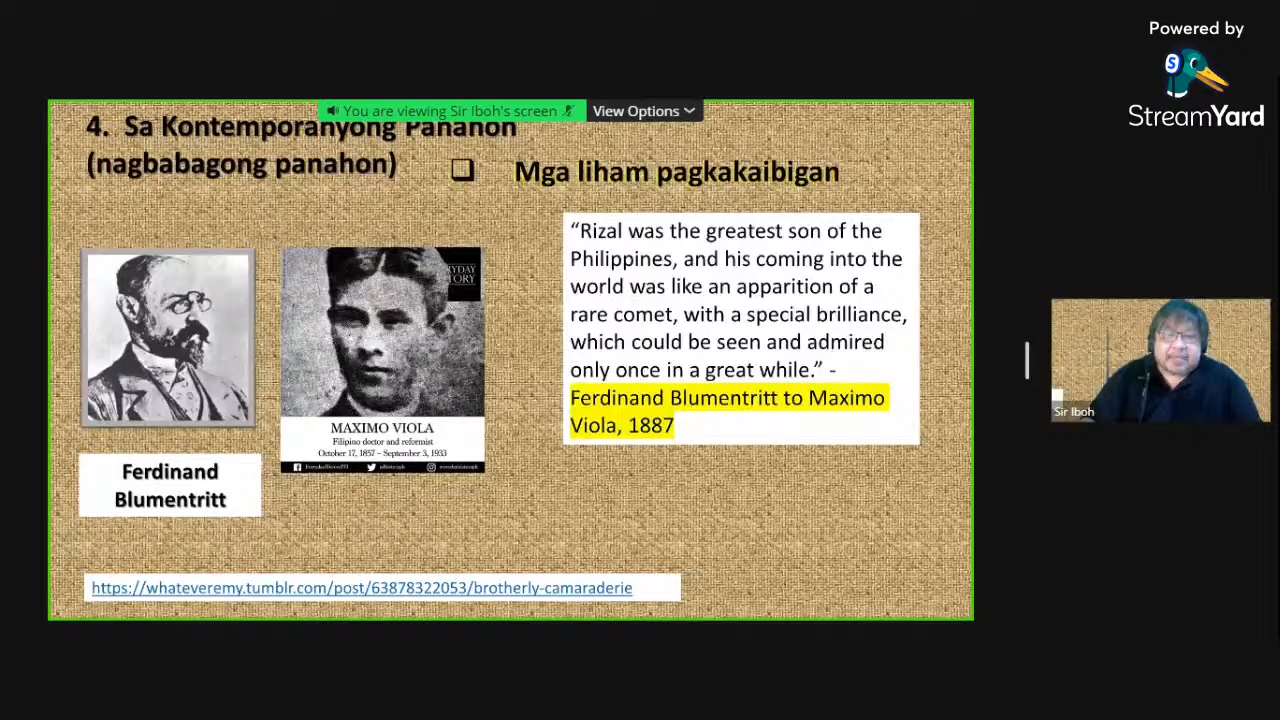 Powered by
StreamYard
You are viewing Sir Iboh's screen
View Options
4. Sa Kontemporanyong Panahon
(nagbabagong panahon)
Mga liham pagkakaibigan
“Rizal was the greatest son of the
Philippines, and his coming into the
world was like an apparition of a
rare comet, with a special brilliance,
which could be seen and admired
only once in a great while.” -
Ferdinand Blumentritt to Maximo
Viola, 1887
MAXIMO VIOLA
Filipino doctor and reformist
October 17, 1857 - September 3, 1933
Ferdinand
Blumentritt
https://whateveremy.tumblr.com/post/63878322053/brotherly-camaraderie
Sir Iboh